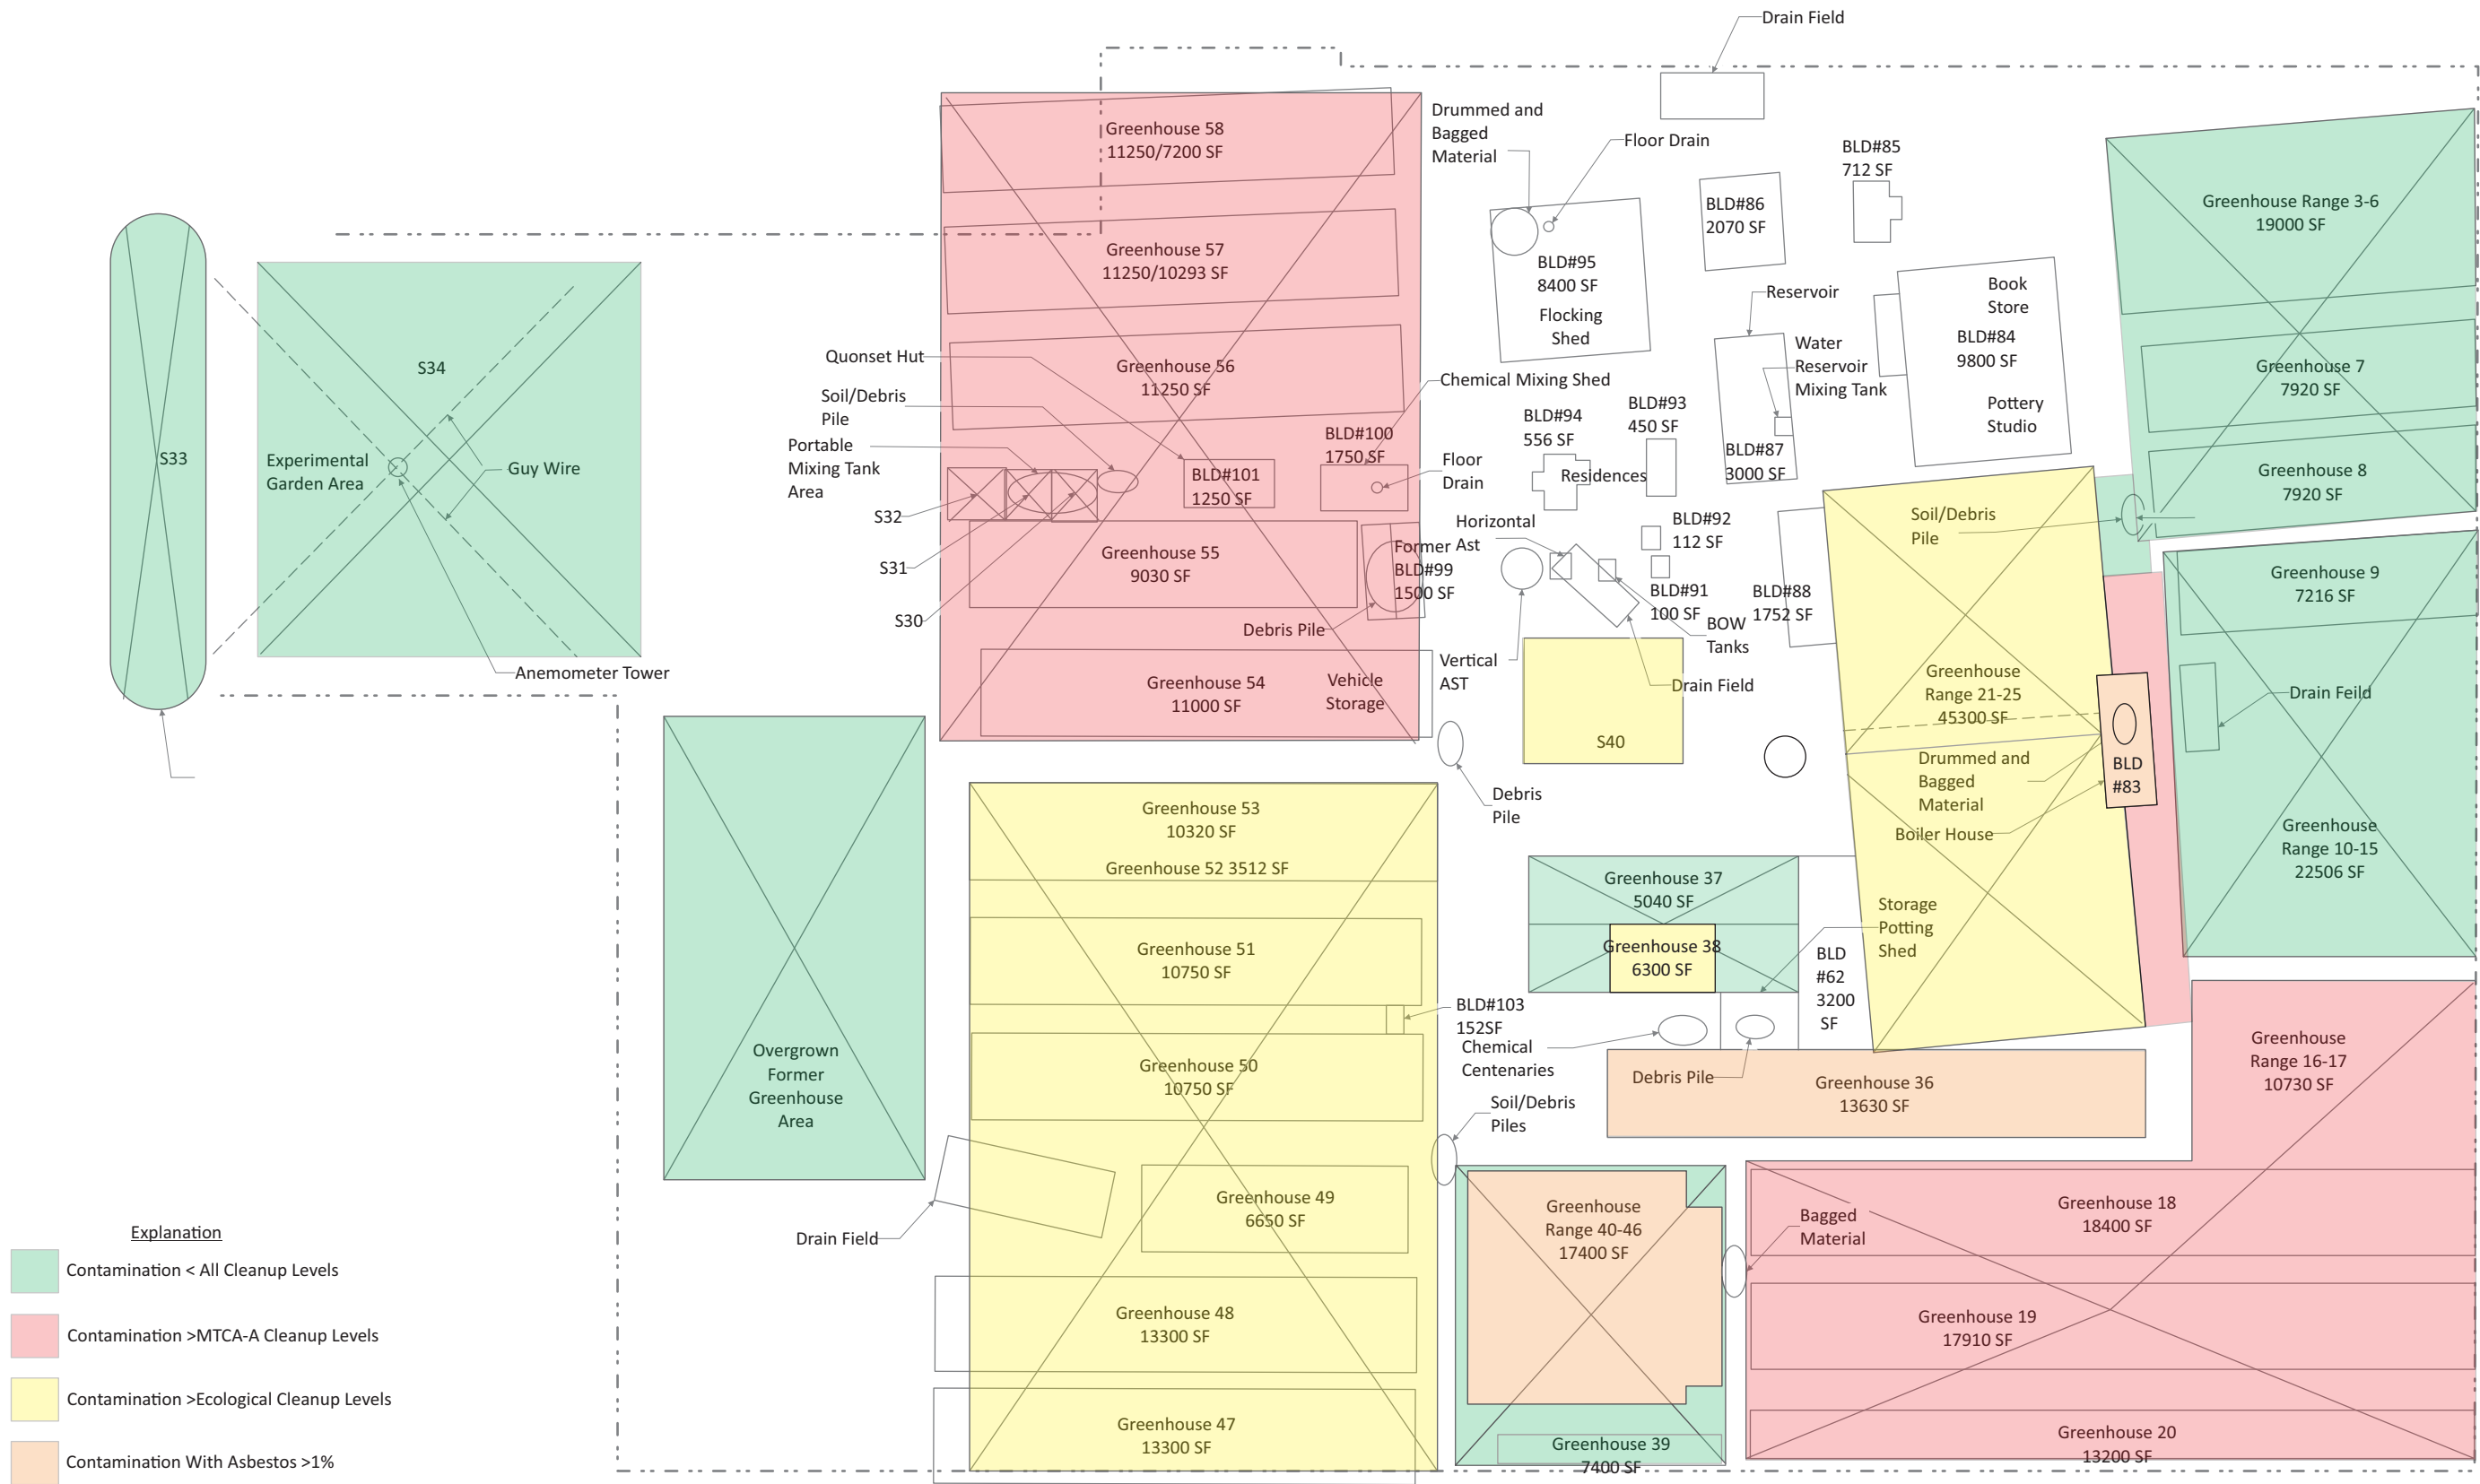 Drain Field
Drummed and
Bagged
Material
Floor Drain
BLD#85
712 SF
Greenhouse 58
11250/7200 SF
BLD#86
2070 SF
Greenhouse Range 3-6
19000 SF
Greenhouse 57
11250/10293 SF
BLD#95
8400 SF
Flocking
Shed
Reservoir
Book
Store
BLD#84
9800 SF
Pottery
Studio
Water
Reservoir
Mixing Tank
Quonset Hut
Greenhouse 56
11250 SF
Chemical Mixing Shed
Greenhouse 7
7920 SF
S34
Soil/Debris
Pile
Portable
Mixing Tank
Area
BLD#100
1750 SF
BLD#94
556 SF
BLD#93
450 SF
Residences
BLD#87
3000 SF
S33
Experimental
Garden Area
Guy Wire
BLD#101
1250 SF
Floor
Drain
Greenhouse 8
7920 SF
S32
Horizontal
Ast
BLD#92
112 SF
Soil/Debris
Pile
S31
Greenhouse 55
9030 SF
Former
BLD#99
1500 SF
BLD#91
100 SF
BLD#88
1752 SF
Greenhouse 9
7216 SF
S30
Debris Pile
BOW
Tanks
Anemometer Tower
Vertical
AST
Drain Field
Greenhouse 54
11000 SF
Vehicle
Storage
Greenhouse
Range 21-25
45300 SF
Drain Feild
S40
Drummed and
Bagged
Material
BLD
#83
Boiler House
Debris
Pile
Greenhouse 53
10320 SF
Greenhouse 52 3512 SF
Greenhouse
Range 10-15
22506 SF
Greenhouse 37
5040 SF
Storage
Potting
Shed
Greenhouse 38
6300 SF
BLD
#62
3200
SF
Greenhouse 51
10750 SF
BLD#103
152SF
Chemical
Centenaries
Greenhouse
Range 16-17
10730 SF
Overgrown
Former
Greenhouse
Area
Greenhouse 50
10750 SF
Debris Pile
Greenhouse 36
13630 SF
Soil/Debris
Piles
Greenhouse 49
6650 SF
Drain Field
Greenhouse
Range 40-46
17400 SF
Bagged
Material
Greenhouse 18
18400 SF
Greenhouse 48
13300 SF
Greenhouse 19
17910 SF
Greenhouse 47
13300 SF
Greenhouse 39
7400 SF
Greenhouse 20
13200 SF
Explanation
Contamination < All Cleanup Levels
Contamination >MTCA-A Cleanup Levels
Contamination >Ecological Cleanup Levels
Contamination With Asbestos >1%